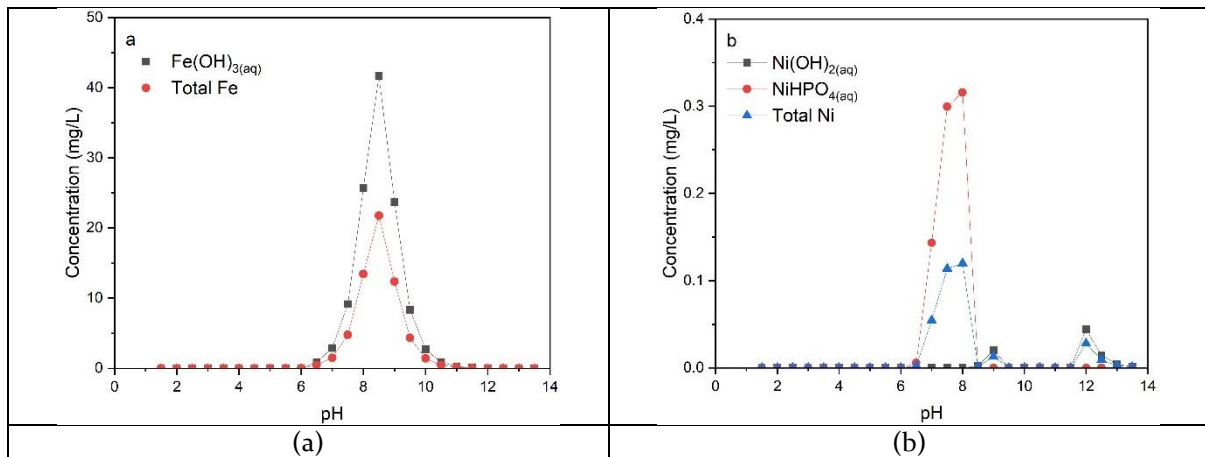 a
Fe(OH)3(aq)
Total Fe
Concentration (mg/L)
50
40
30
20
10
0
0 2 4 6 8 10 12 14
pH
(a)
b
Ni(OH)2(aq)
NiHPO4(aq)
Total Ni
Concentration (mg/L)
0.4
0.3
0.2
0.1
0.0
0 2 4 6 8 10 12 14
pH
(b)